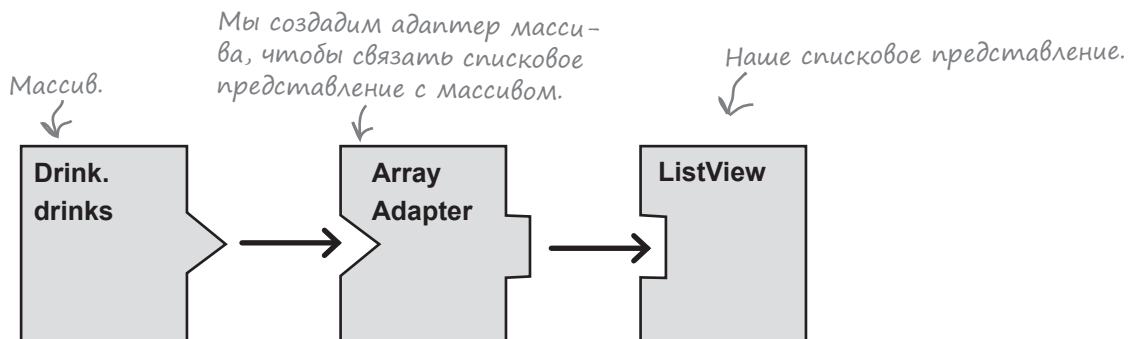 Массив.
Мы создадим адаптер масси-
ва, чтобы связать списковое
представление с массивом.
Наше списковое представление.
Drink.
drinks
Array
Adapter
ListView